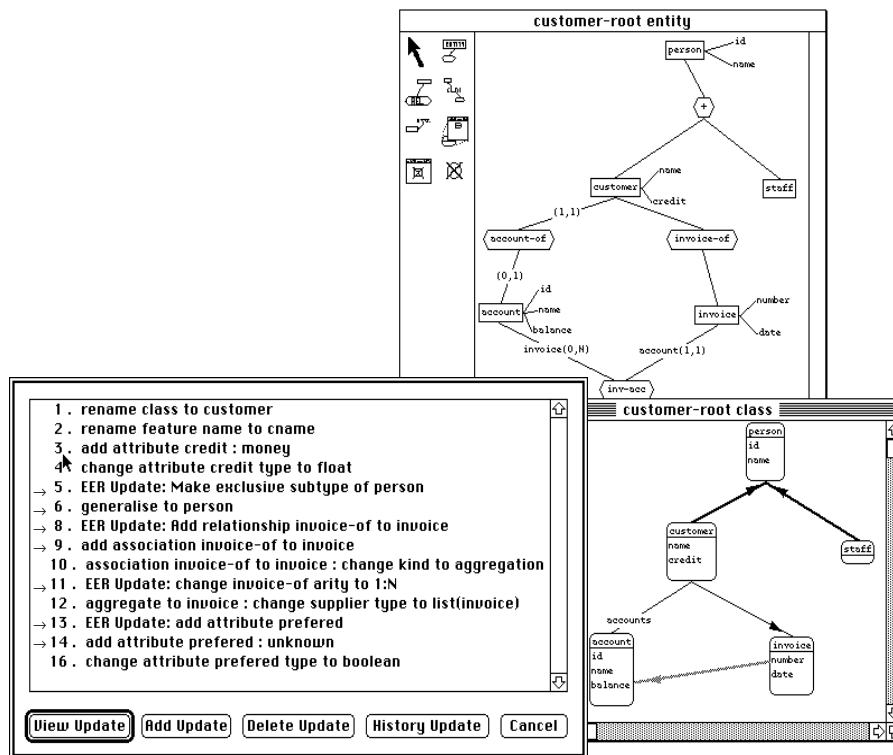 customer-root entity
ENTITY
person
id
name
+
customer
name
credit
staff
(1,1)
account-of
invoice-of
(0,1)
account
id
name
balance
invoice
number
date
invoice(0,N)
account(1,1)
inv-acc
1. rename class to customer
2. rename feature name to cname
3. add attribute credit : money
4. change attribute credit type to float
→ 5. EER Update: Make exclusive subtype of person
→ 6. generalise to person
→ 8. EER Update: Add relationship invoice-of to invoice
→ 9. add association invoice-of to invoice
10. association invoice-of to invoice : change kind to aggregation
→ 11. EER Update: change invoice-of arity to 1:N
12. aggregate to invoice : change supplier type to list(invoice)
→ 13. EER Update: add attribute prefered
→ 14. add attribute prefered : unknown
16. change attribute prefered type to boolean
View Update
Add Update
Delete Update
History Update
Cancel
customer-root class
person
id
name
customer
name
credit
staff
accounts
account
id
name
balance
invoice
number
date